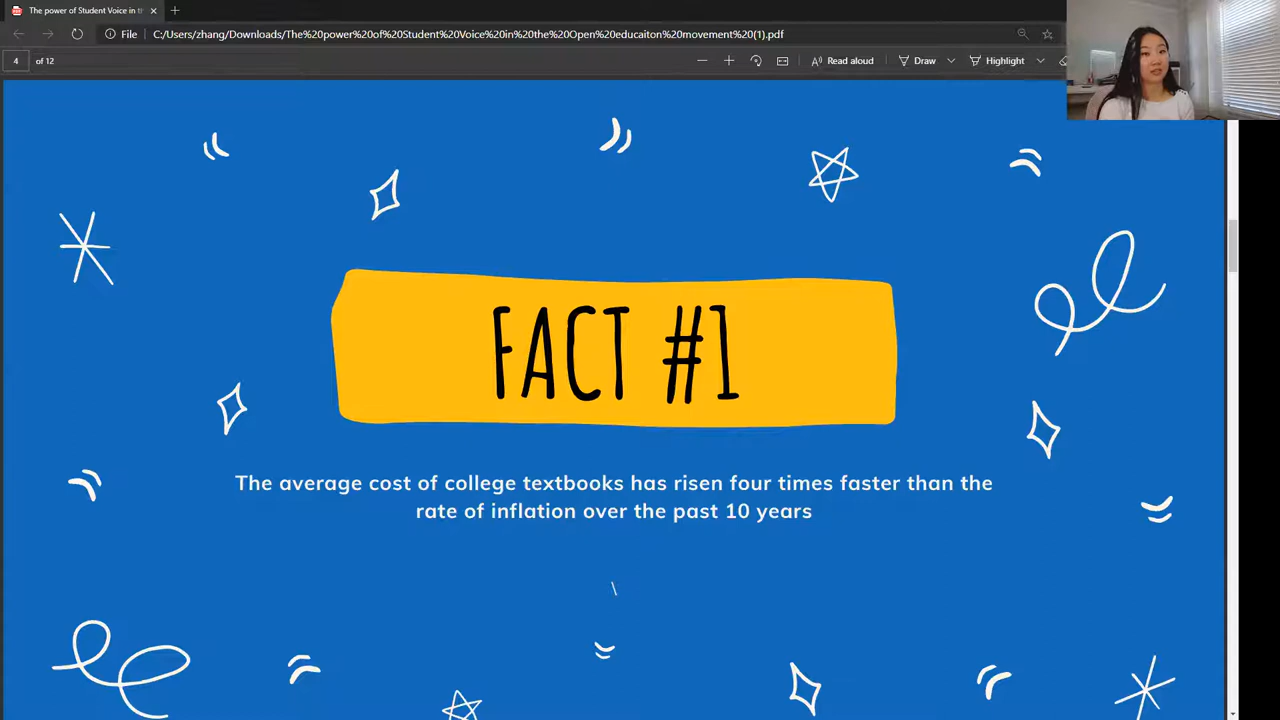 The power of Student Voice in th
File
C:/Users/zhang/Downloads/The%20power%20of%20Student%20Voice%20in%20the%20Open%20educaiton%20movement%20(1).pdf
4 of 12
Read aloud
Draw
Highlight
FACT #1
The average cost of college textbooks has risen four times faster than the
rate of inflation over the past 10 years